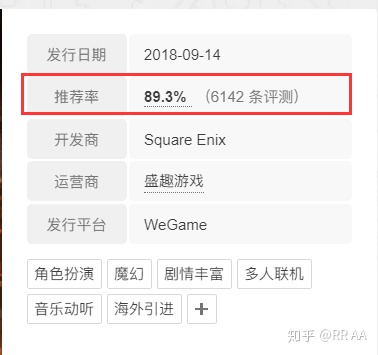 发行日期 2018-09-14
推荐率 89.3% （6142 条评测）
开发商 Square Enix
运营商 盛趣游戏
发行平台 WeGame
角色扮演 魔幻 剧情丰富 多人联机
音乐动听 海外引进 +
知乎 @RR AA